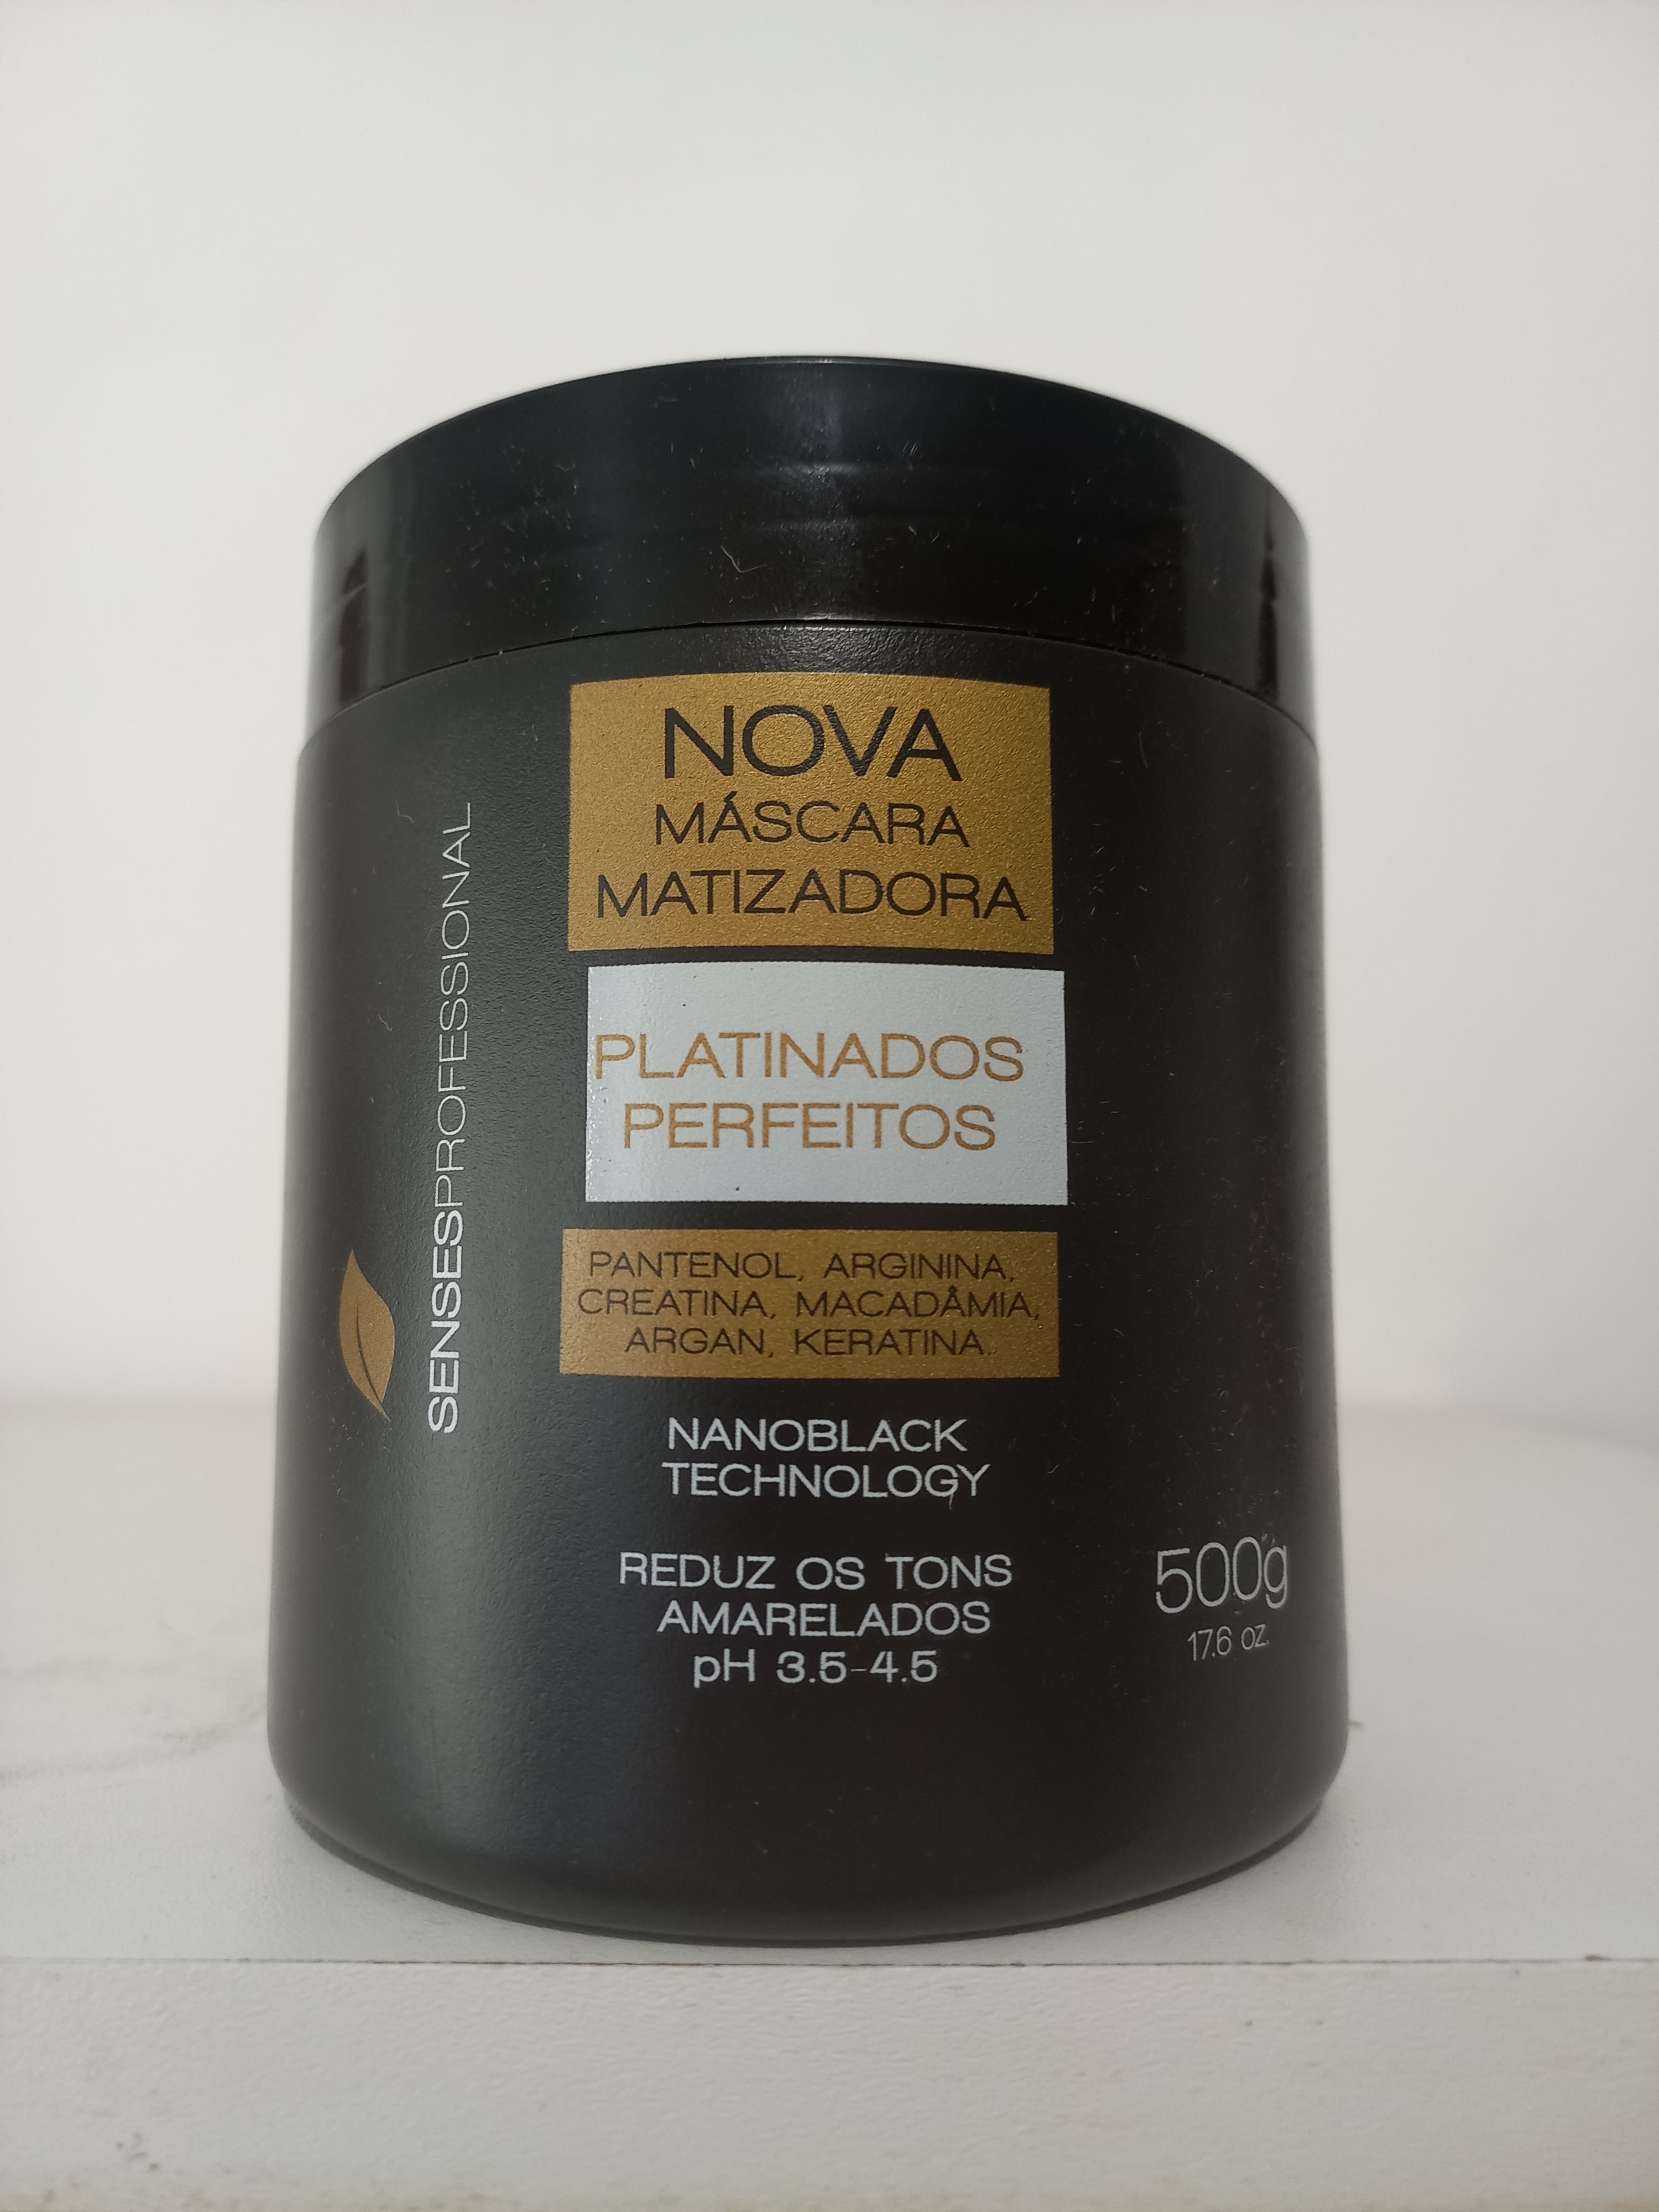 NOVA
MÁSCARA
MATIZADORA
PLATINADOS
PERFEITOS
PANTENOL, ARGININA,
CREATINA, MACADÂMIA,
ARGAN, KERATINA.
NANOBLACK
TECHNOLOGY
REDUZ OS TONS
AMARELADOS
pH 3.5-4.5
SENSESPROFESSIONAL
500g
17.6 oz.